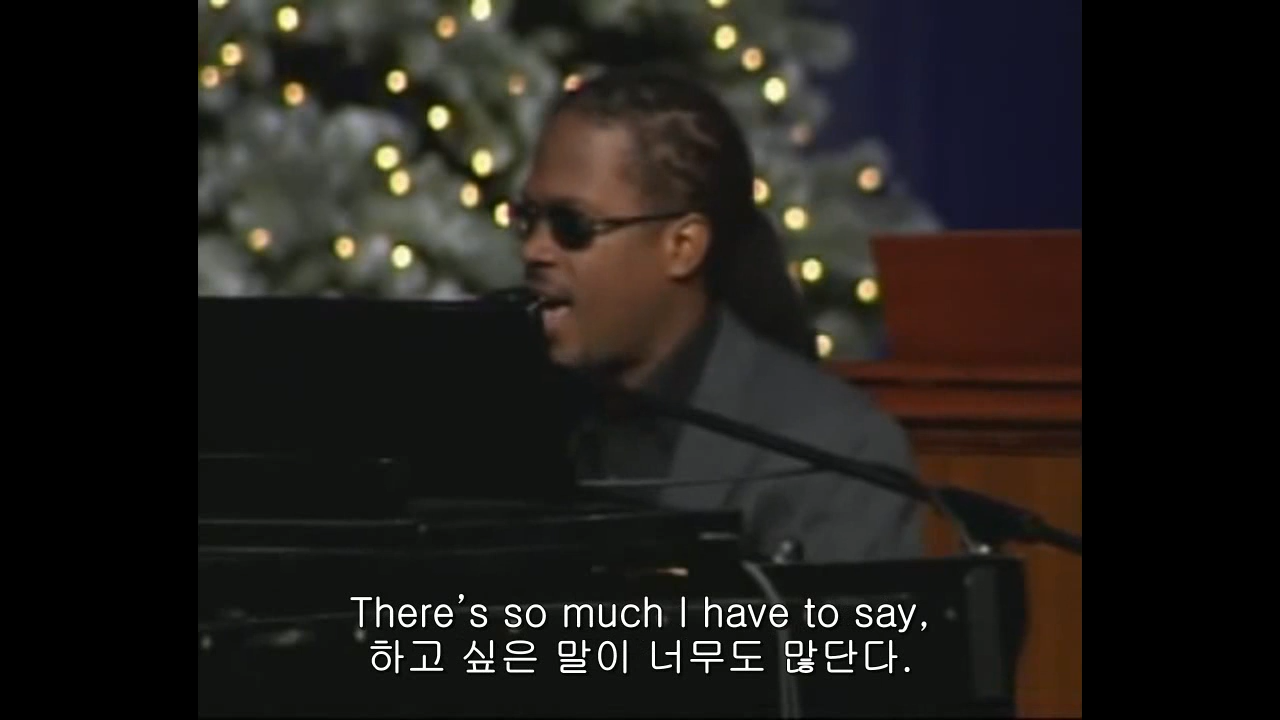 There's so much I have to say,
하고 싶은 말이 너무도 많단다.